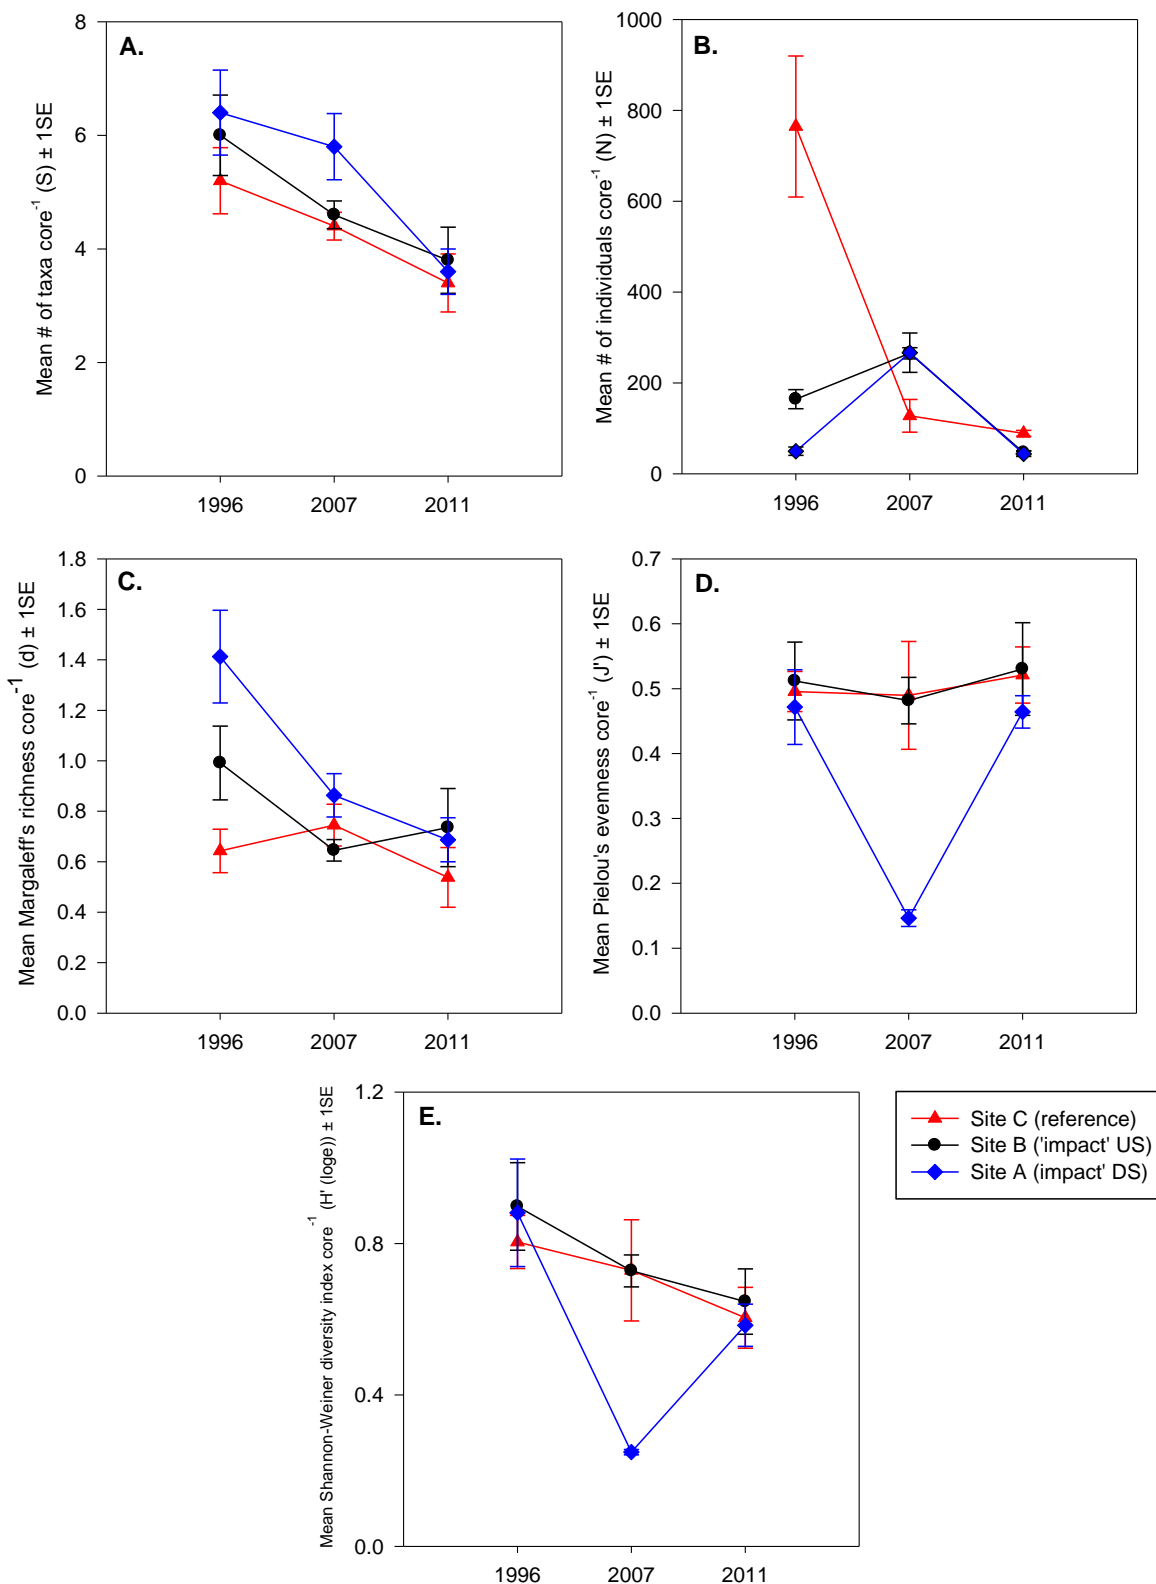 A.
Mean # of taxa core-1 (S) ± 1SE
8
6
4
2
0
1996 2007 2011
B.
Mean # of individuals core-1 (N) ± 1SE
1000
800
600
400
200
0
1996 2007 2011
C.
Mean Margaleff's richness core-1 (d) ± 1SE
1.8
1.6
1.4
1.2
1.0
0.8
0.6
0.4
0.2
0.0
1996 2007 2011
D.
Mean Pielou's evenness core-1 (J') ± 1SE
0.7
0.6
0.5
0.4
0.3
0.2
0.1
0.0
1996 2007 2011
E.
Mean Shannon-Weiner diversity index core-1 (H' (loge)) ± 1SE
1.2
0.8
0.4
0.0
1996 2007 2011
Site C (reference)
Site B ('impact' US)
Site A (impact' DS)